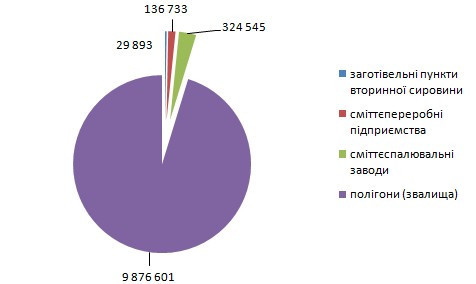 136 733
324 545
29 893
заготівельні пункти
вторинної сировини
сміттєпереробні
підприємства
сміттєспалювальні
заводи
полігони (звалища)
9 876 601